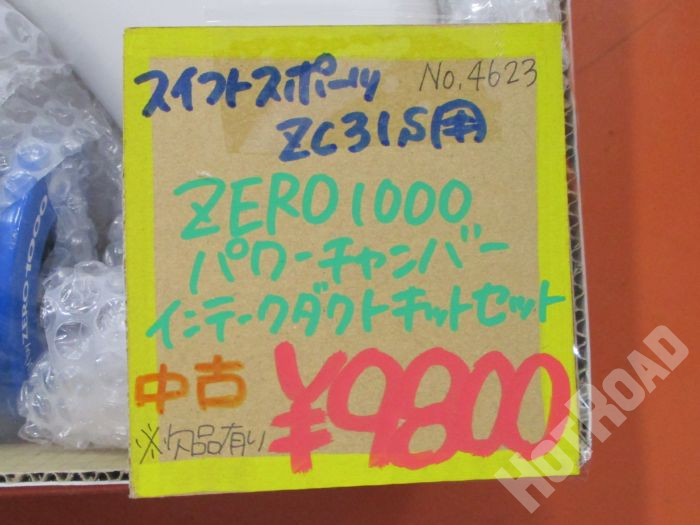 No.4623
スイフトスポーツ
ZC31S用
ZERO1000
パワーチャンバー
インテークダクトキットセット
中古
¥9800
※欠品有り
ZERO-1000
HOTROAD